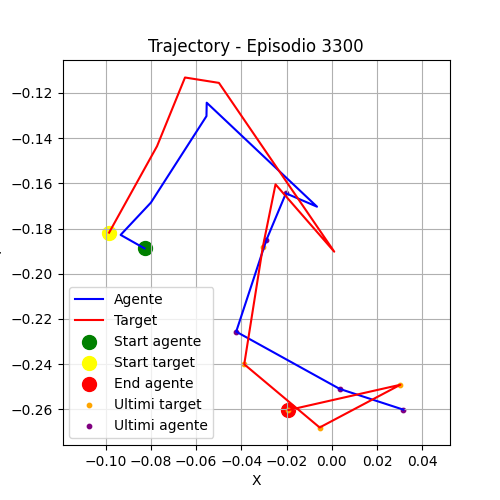 Trajectory - Episodio 3300
−0.12
−0.14
−0.16
−0.18
−0.20
−0.22
−0.24
−0.26
Agente
Target
Start agente
Start target
End agente
Ultimi target
Ultimi agente
−0.10 −0.08 −0.06 −0.04 −0.02 0.00 0.02 0.04
X